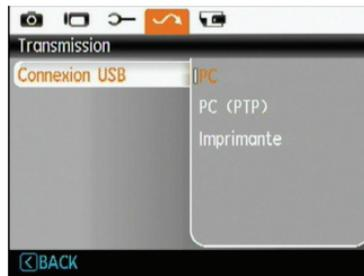 Transmission
Connexion USB
PC
PC (PTP)
Imprimante
BACK